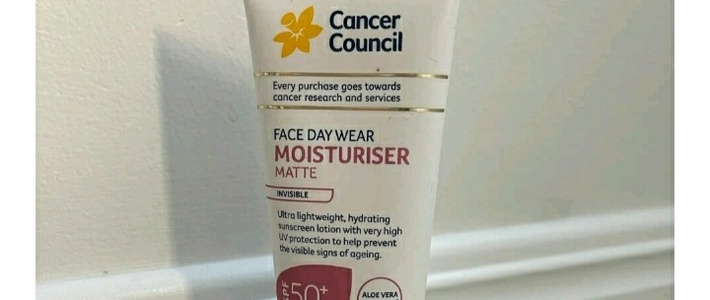 Cancer
Council
Every purchase goes towards
cancer research and services
FACE DAY WEAR
MOISTURISER
MATTE
INVISIBLE
Ultra lightweight, hydrating
sunscreen lotion with very high
UV protection to help prevent
the visible signs of ageing.
SPF 50+
ALOE VERA